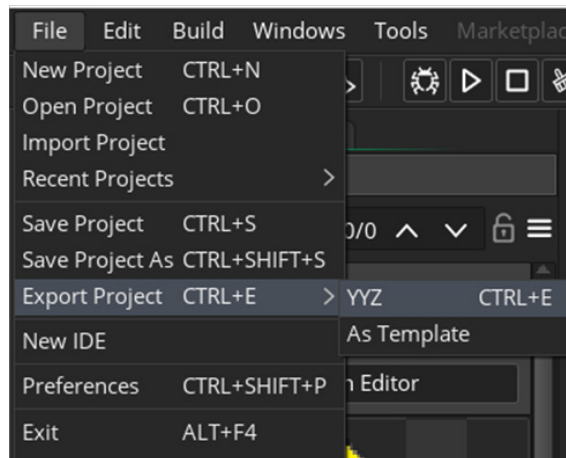 File Edit Build Windows Tools Marketplac
New Project CTRL+N
Open Project CTRL+O
Import Project
Recent Projects
Save Project CTRL+S
0/0
Save Project As CTRL+SHIFT+S
Export Project CTRL+E YYZ CTRL+E
New IDE As Template
Preferences CTRL+SHIFT+P n Editor
Exit ALT+F4